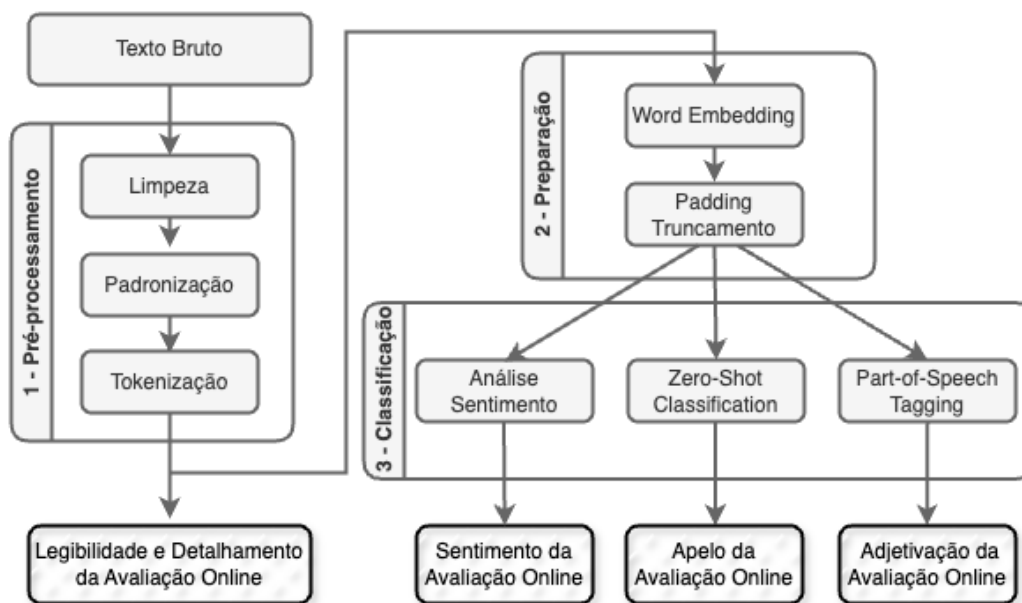 Texto Bruto
1 - Pré-processamento
Limpeza
Padronização
Tokenização
Legibilidade e Detalhamento
da Avaliação Online
2 - Preparação
Word Embedding
Padding
Truncamento
3 - Classificação
Análise
Sentimento
Zero-Shot
Classification
Part-of-Speech
Tagging
Sentimento da
Avaliação Online
Apelo da
Avaliação Online
Adjetivação da
Avaliação Online